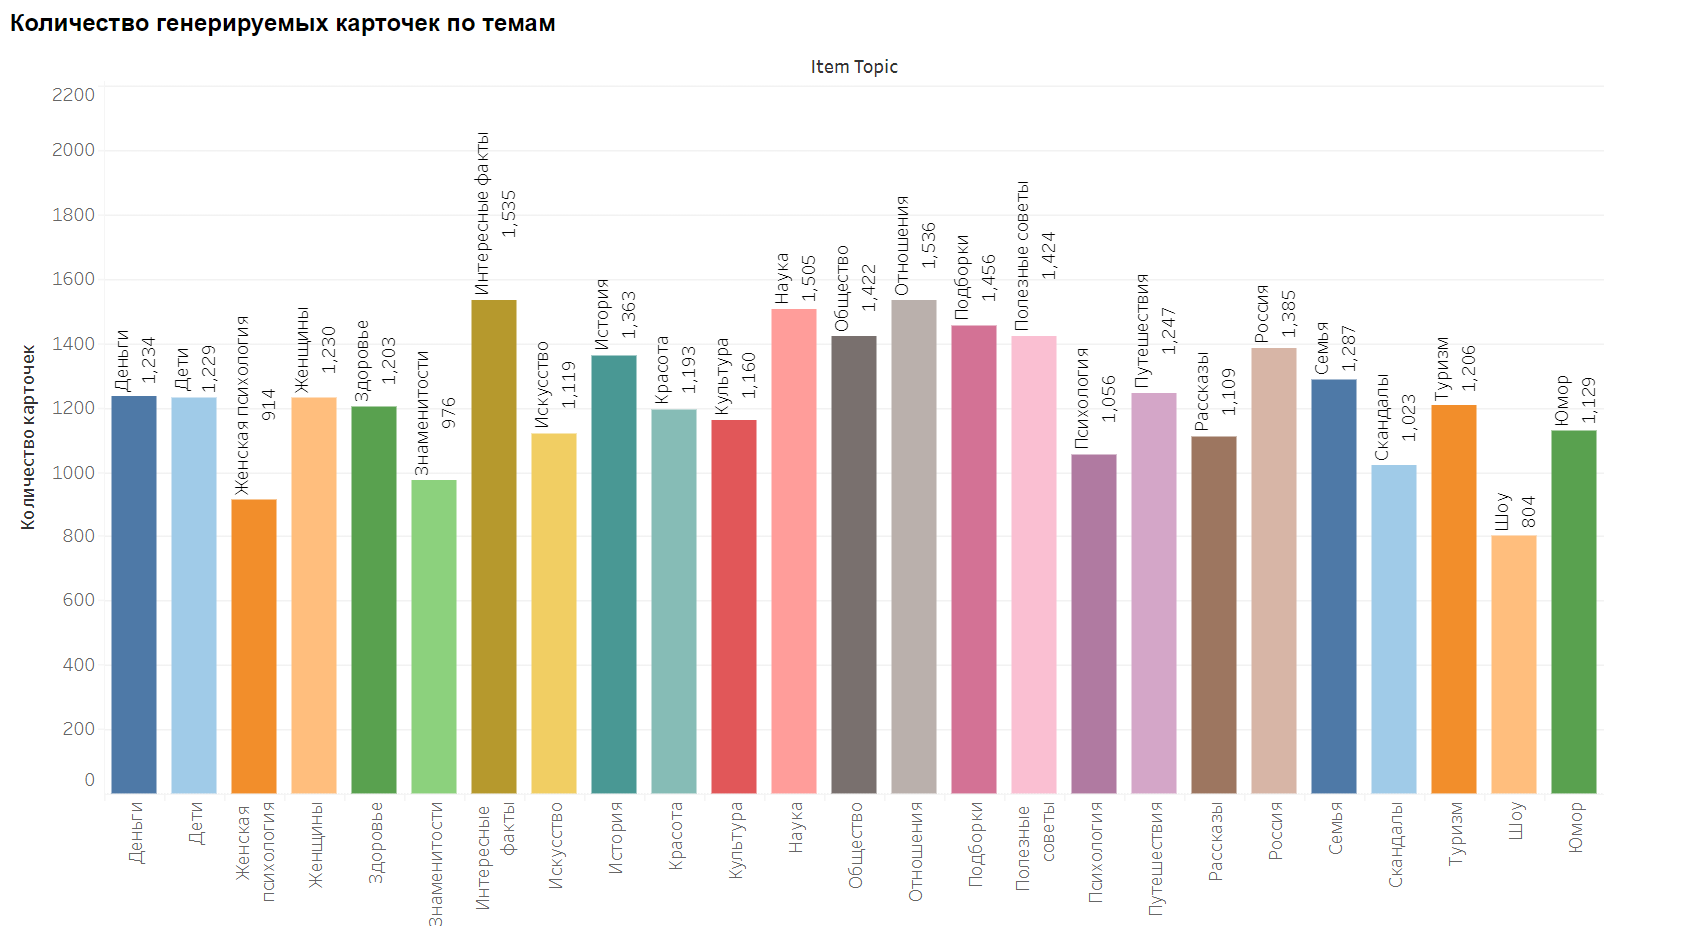 Количество генерируемых карточек по темам
Item Topic
Количество карточек
2200
2000
1800
1600
1400
1200
1000
800
600
400
200
0
Деньги
1,234
Дети
1,229
Женская психология
914
Женщины
1,230
Здоровье
1,203
Знаменитости
976
Интересные факты
1,535
Искусство
1,119
История
1,363
Красота
1,193
Культура
1,160
Наука
1,505
Общество
1,422
Отношения
1,536
Подборки
1,456
Полезные советы
1,424
Психология
1,056
Путешествия
1,247
Рассказы
1,109
Россия
1,385
Семья
1,287
Скандалы
1,023
Туризм
1,206
Шоу
804
Юмор
1,129
Деньги
Дети
Женская
психология
Женщины
Здоровье
Знаменитости
Интересные
факты
Искусство
История
Красота
Культура
Наука
Общество
Отношения
Подборки
Полезные
советы
Психология
Путешествия
Рассказы
Россия
Семья
Скандалы
Туризм
Шоу
Юмор